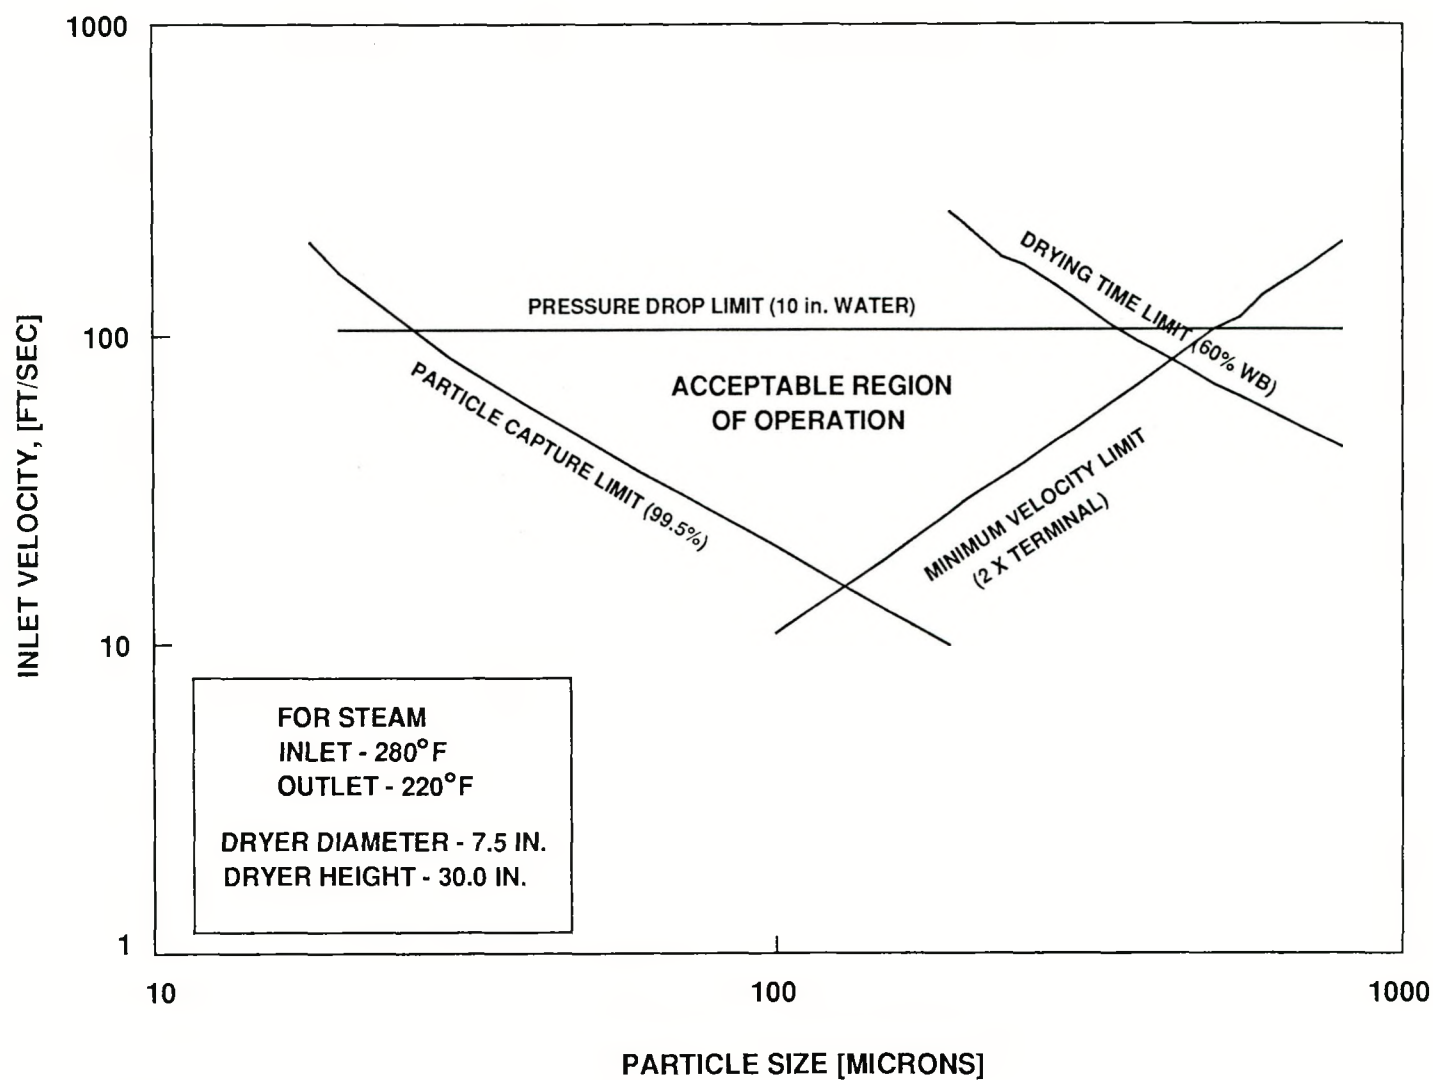 1000
100
10
1
INLET VELOCITY, [FT/SEC]
DRYING TIME LIMIT (60% WB)
PRESSURE DROP LIMIT (10 in. WATER)
ACCEPTABLE REGION
OF OPERATION
PARTICLE CAPTURE LIMIT (99.5%)
MINIMUM VELOCITY LIMIT
(2 X TERMINAL)
FOR STEAM
INLET - 280°F
OUTLET - 220°F
DRYER DIAMETER - 7.5 IN.
DRYER HEIGHT - 30.0 IN.
10
100
1000
PARTICLE SIZE [MICRONS]